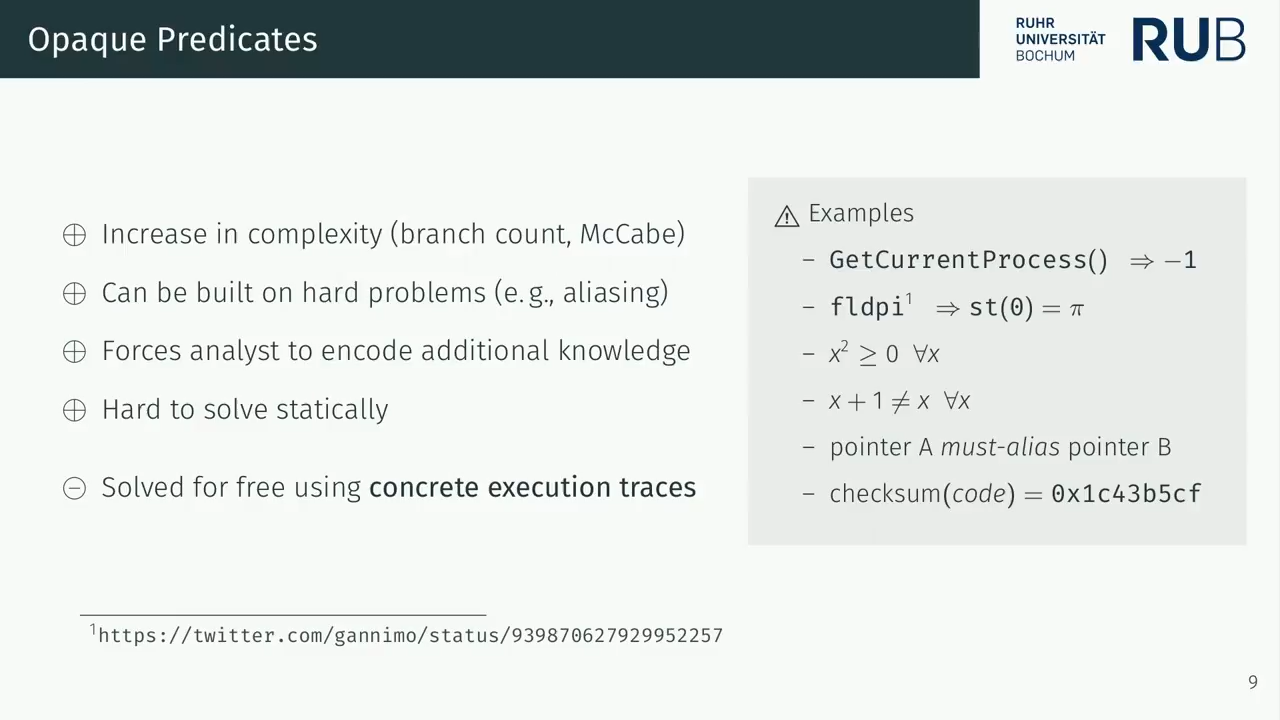 Opaque Predicates
RUHR
UNIVERSITÄT
BOCHUM
RUB
⊕ Increase in complexity (branch count, McCabe)
⊕ Can be built on hard problems (e. g., aliasing)
⊕ Forces analyst to encode additional knowledge
⊕ Hard to solve statically
⊖ Solved for free using concrete execution traces
⚠ Examples
– GetCurrentProcess() ⇒ −1
– fldpi¹ ⇒ st(0) = π
– x² ≥ 0 ∀x
– x + 1 ≠ x ∀x
– pointer A must-alias pointer B
– checksum(code) = 0x1c43b5cf
¹https://twitter.com/gannimo/status/939870627929952257
9